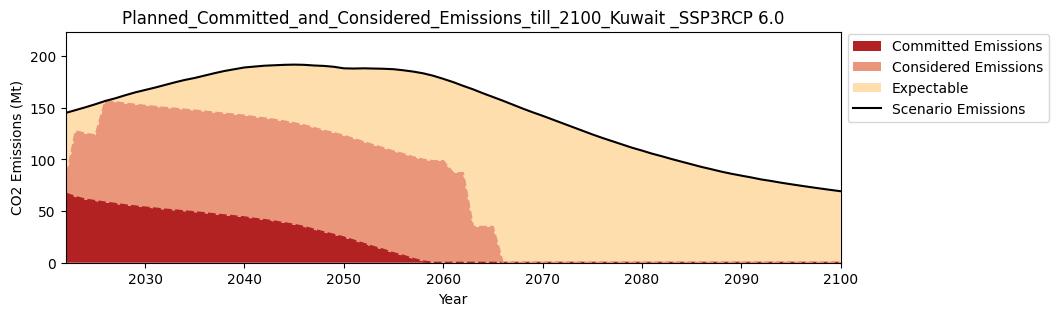 Planned_Committed_and_Considered_Emissions_till_2100_Kuwait _SSP3RCP 6.0
CO2 Emissions (Mt)
200
150
100
50
0
2030 2040 2050 2060 2070 2080 2090 2100
Year
Committed Emissions
Considered Emissions
Expectable
Scenario Emissions